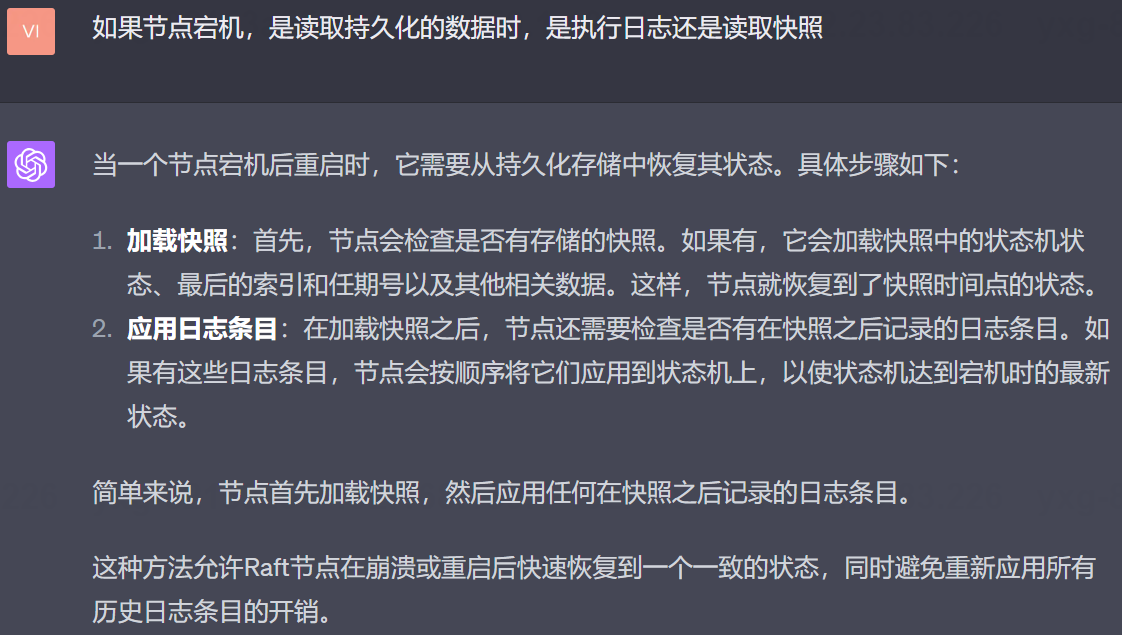 VI
如果节点宕机，是读取持久化的数据时，是执行日志还是读取快照
当一个节点宕机后重启时，它需要从持久化存储中恢复其状态。具体步骤如下：
1. 加载快照：首先，节点会检查是否有存储的快照。如果有，它会加载快照中的状态机状
态、最后的索引和任期号以及其他相关数据。这样，节点就恢复到了快照时间点的状态。
2. 应用日志条目：在加载快照之后，节点还需要检查是否有在快照之后记录的日志条目。如
果有这些日志条目，节点会按顺序将它们应用到状态机上，以使状态机达到宕机时的最新
状态。
简单来说，节点首先加载快照，然后应用任何在快照之后记录的日志条目。
这种方法允许Raft节点在崩溃或重启后快速恢复到一个一致的状态，同时避免重新应用所有
历史日志条目的开销。